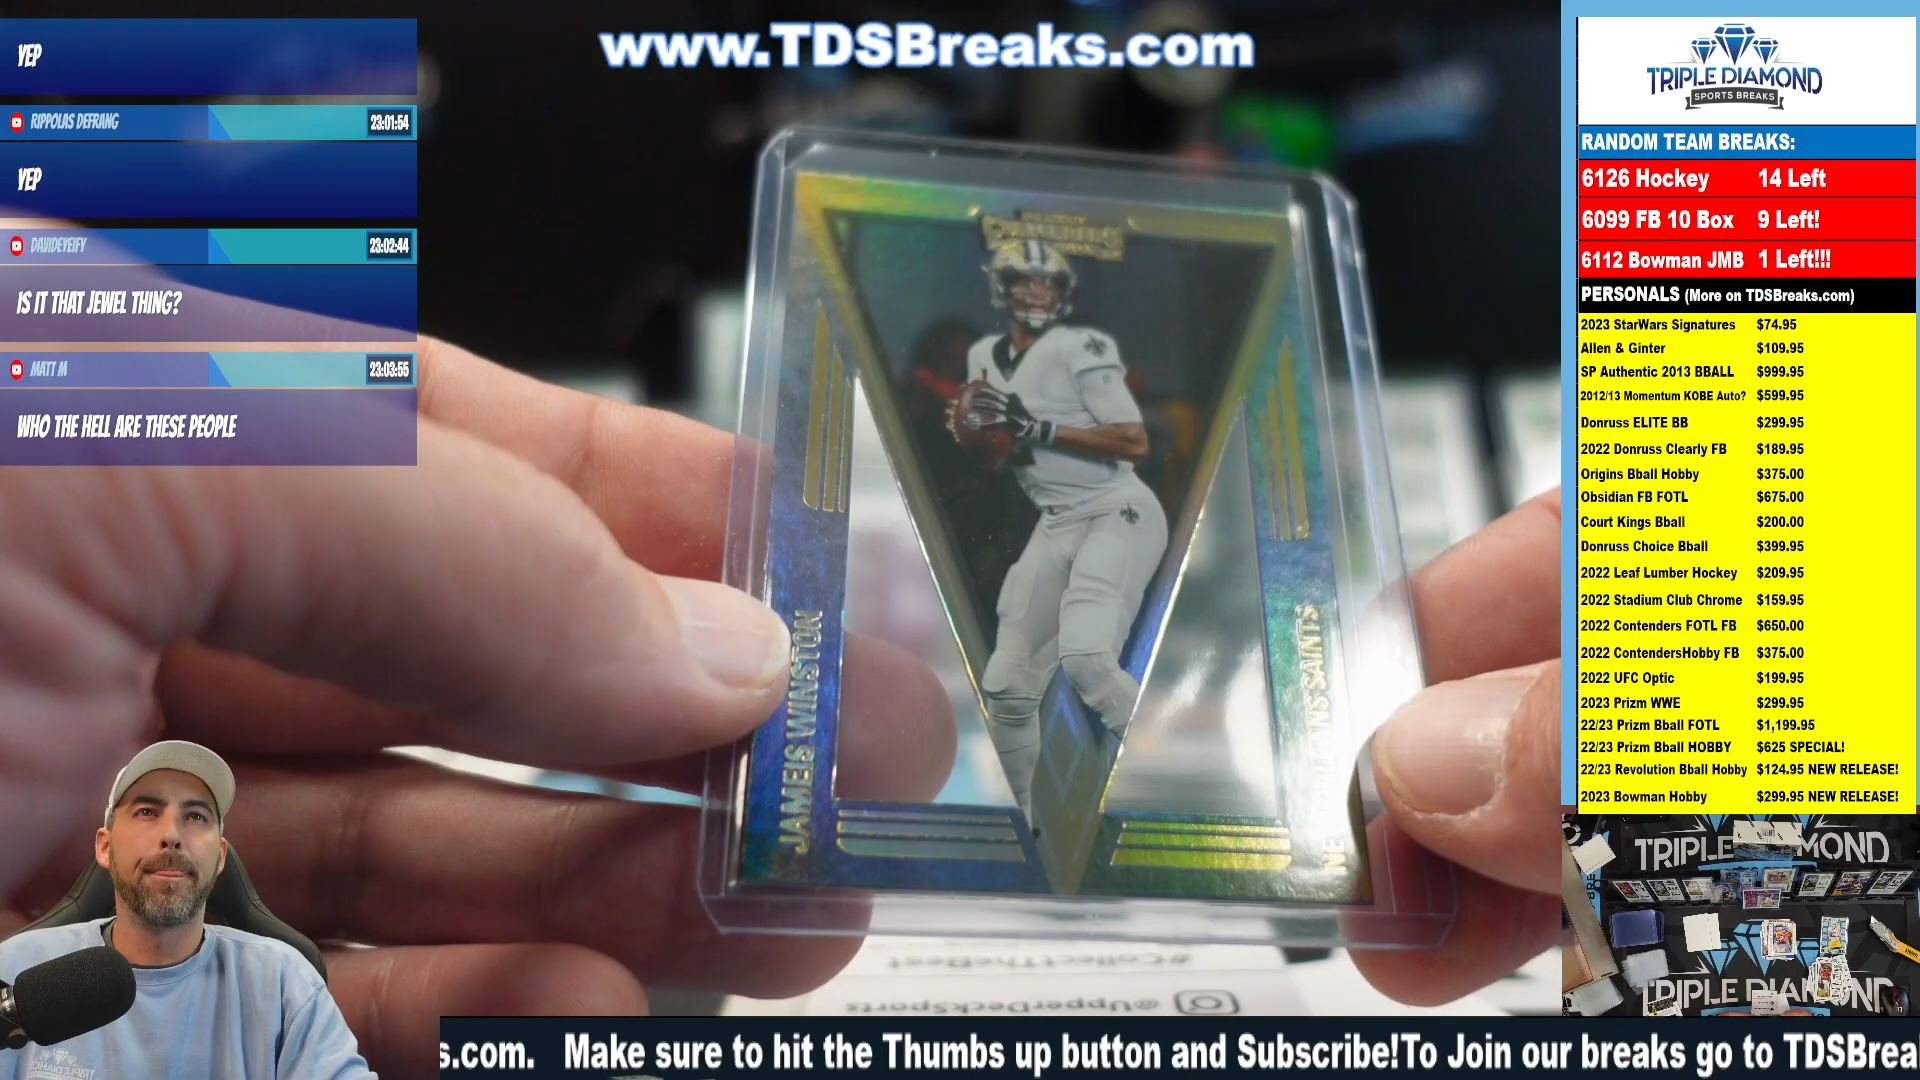 www.TDSBreaks.com
YEP
RIPPOLAS DEFRANG 23:01:54
YEP
DAVIDEYEIFY 23:02:44
IS IT THAT JEWEL THING?
MATT M 23:03:55
WHO THE HELL ARE THESE PEOPLE
JAMEIS WINSTON
SAINTS
#CollectTheBest
@UpperDeckSports
TRIPLE DIAMOND
SPORTS BREAKS
RANDOM TEAM BREAKS:
6126 Hockey 14 Left
6099 FB 10 Box 9 Left!
6112 Bowman JMB 1 Left!!!
PERSONALS (More on TDSBreaks.com)
2023 StarWars Signatures $74.95
Allen & Ginter $109.95
SP Authentic 2013 BBALL $999.95
2012/13 Momentum KOBE Auto? $599.95
Donruss ELITE BB $299.95
2022 Donruss Clearly FB $189.95
Origins Bball Hobby $375.00
Obsidian FB FOTL $675.00
Court Kings Bball $200.00
Donruss Choice Bball $399.95
2022 Leaf Lumber Hockey $209.95
2022 Stadium Club Chrome $159.95
2022 Contenders FOTL FB $650.00
2022 ContendersHobby FB $375.00
2022 UFC Optic $199.95
2023 Prizm WWE $299.95
22/23 Prizm Bball FOTL $1,199.95
22/23 Prizm Bball HOBBY $625 SPECIAL!
22/23 Revolution Bball Hobby $124.95 NEW RELEASE!
2023 Bowman Hobby $299.95 NEW RELEASE!
s.com. Make sure to hit the Thumbs up button and Subscribe!To Join our breaks go to TDSBrea